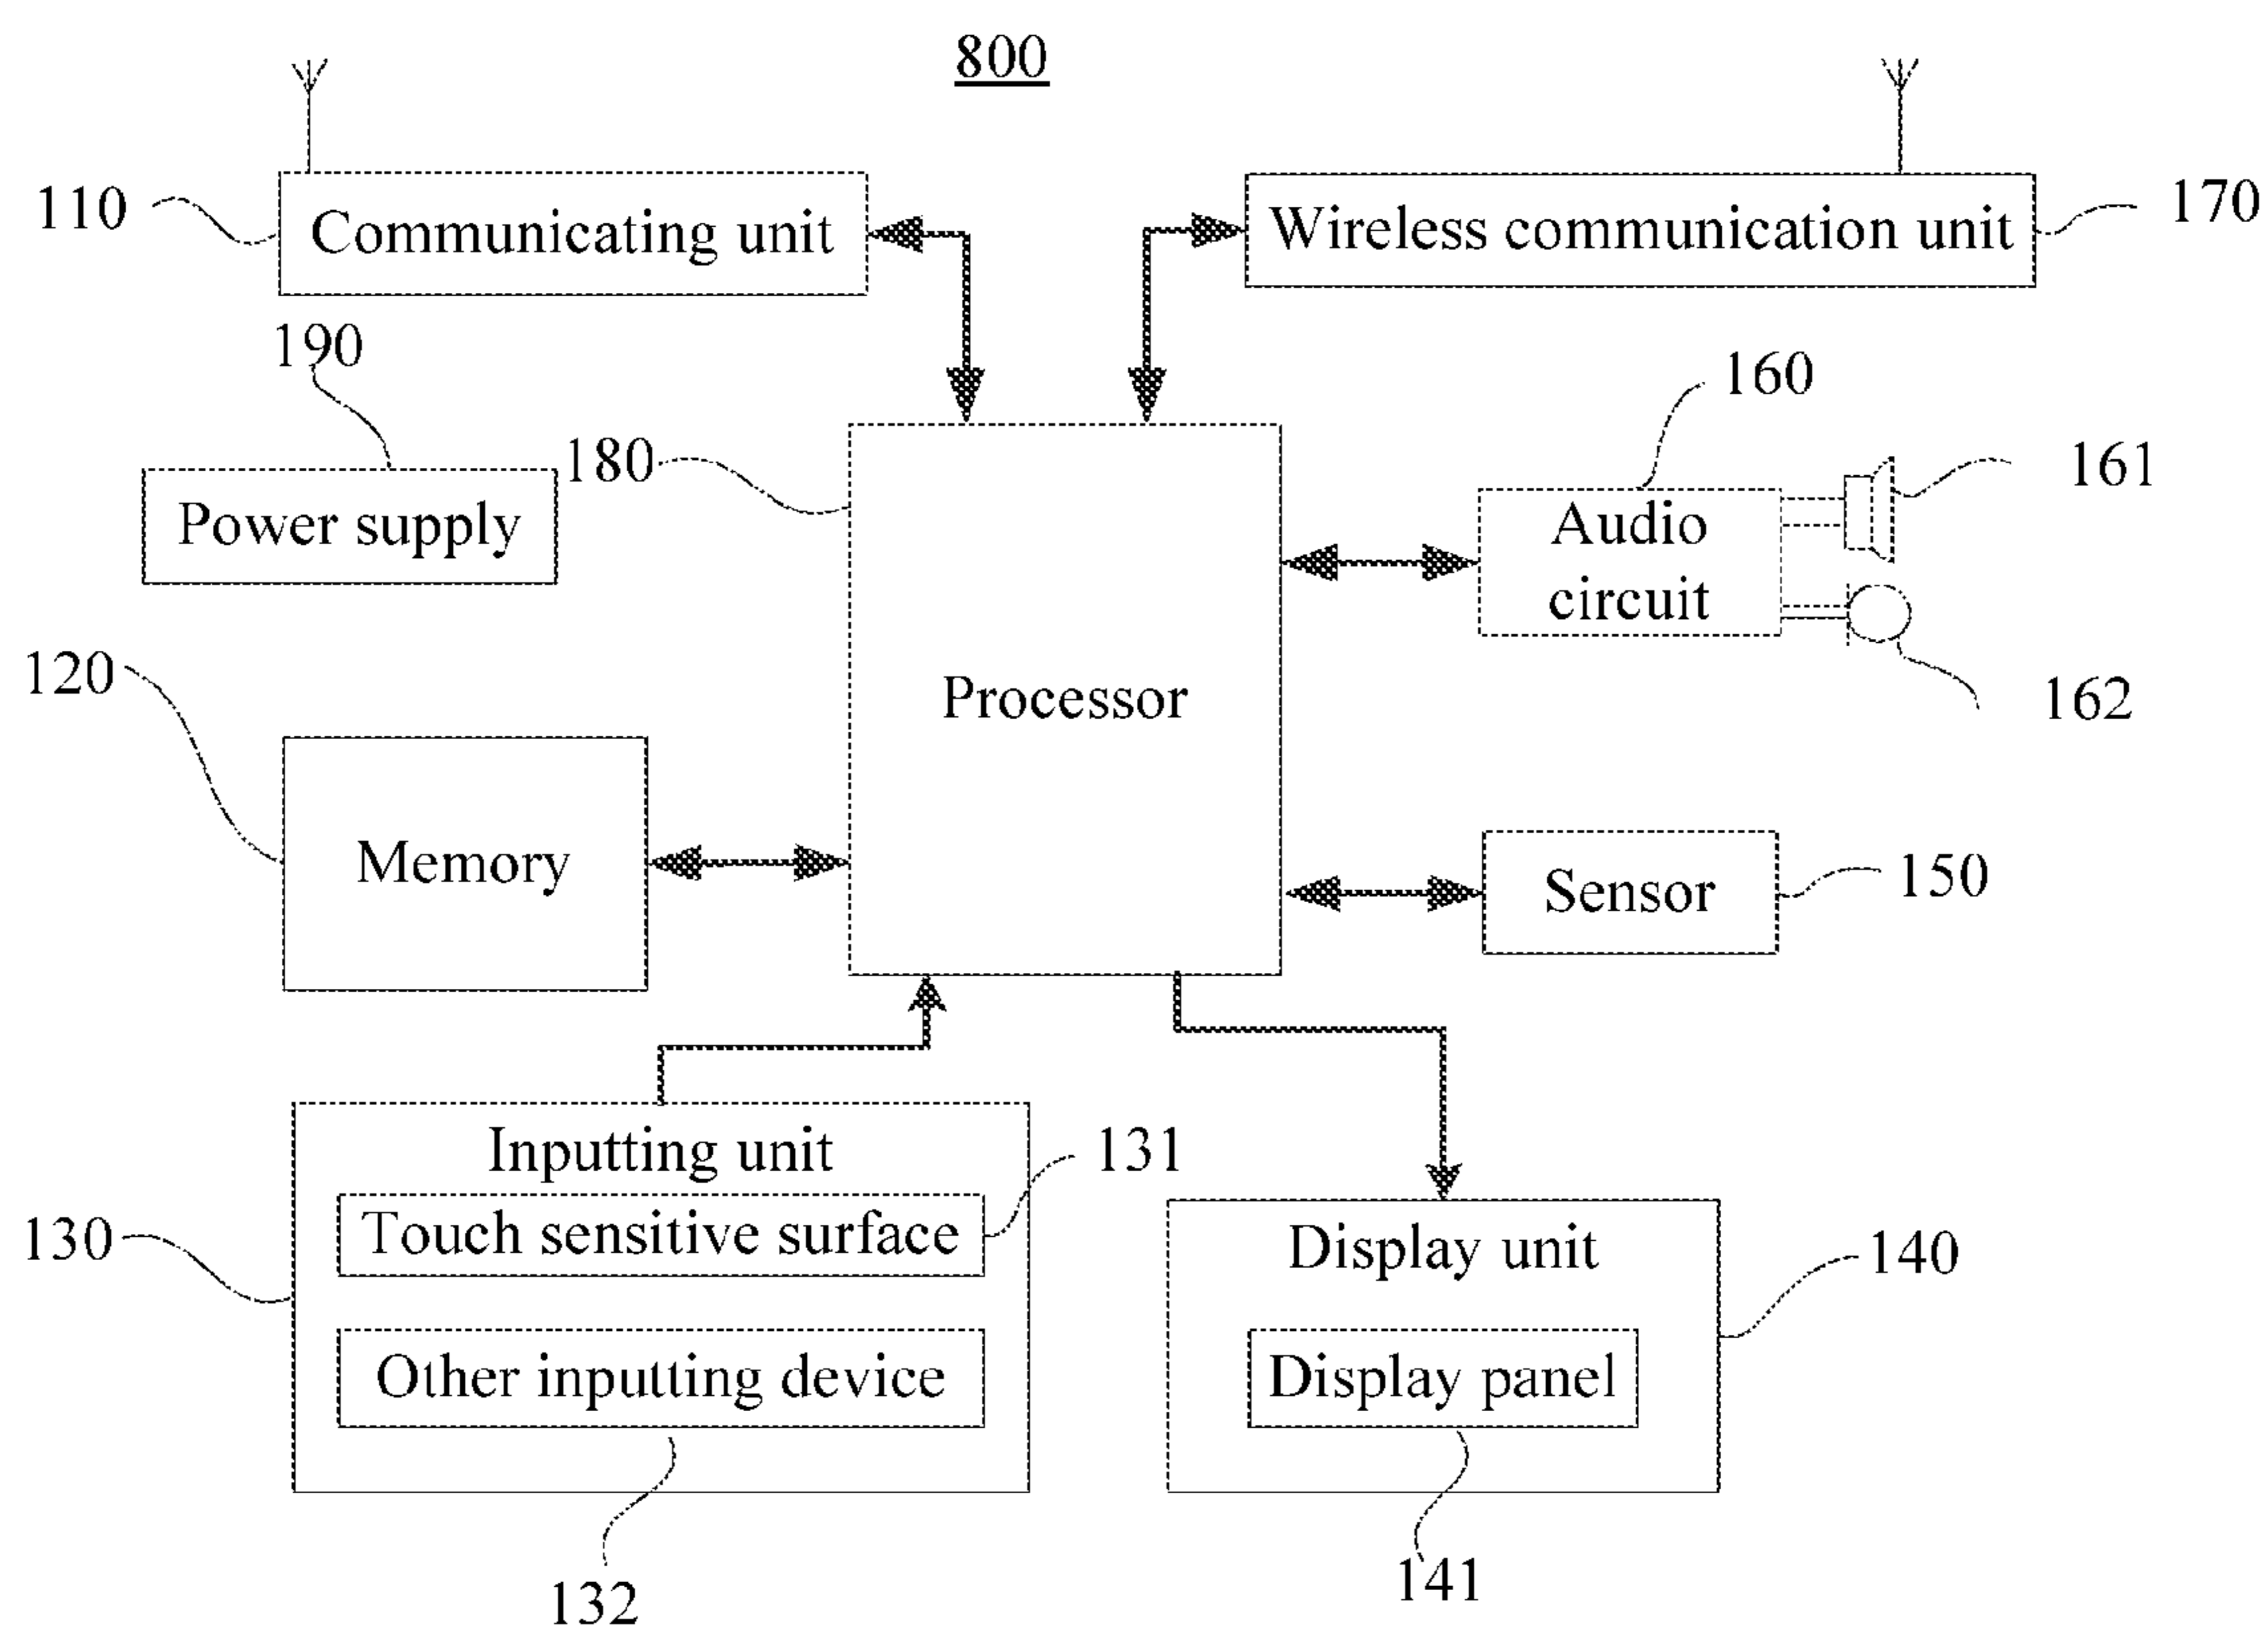 800
110
Communicating unit
Wireless communication unit
170
190
180
160
161
Power supply
Audio
circuit
120
Processor
162
Memory
Sensor
150
Inputting unit
131
130
Touch sensitive surface
Display unit
140
Other inputting device
Display panel
132
141